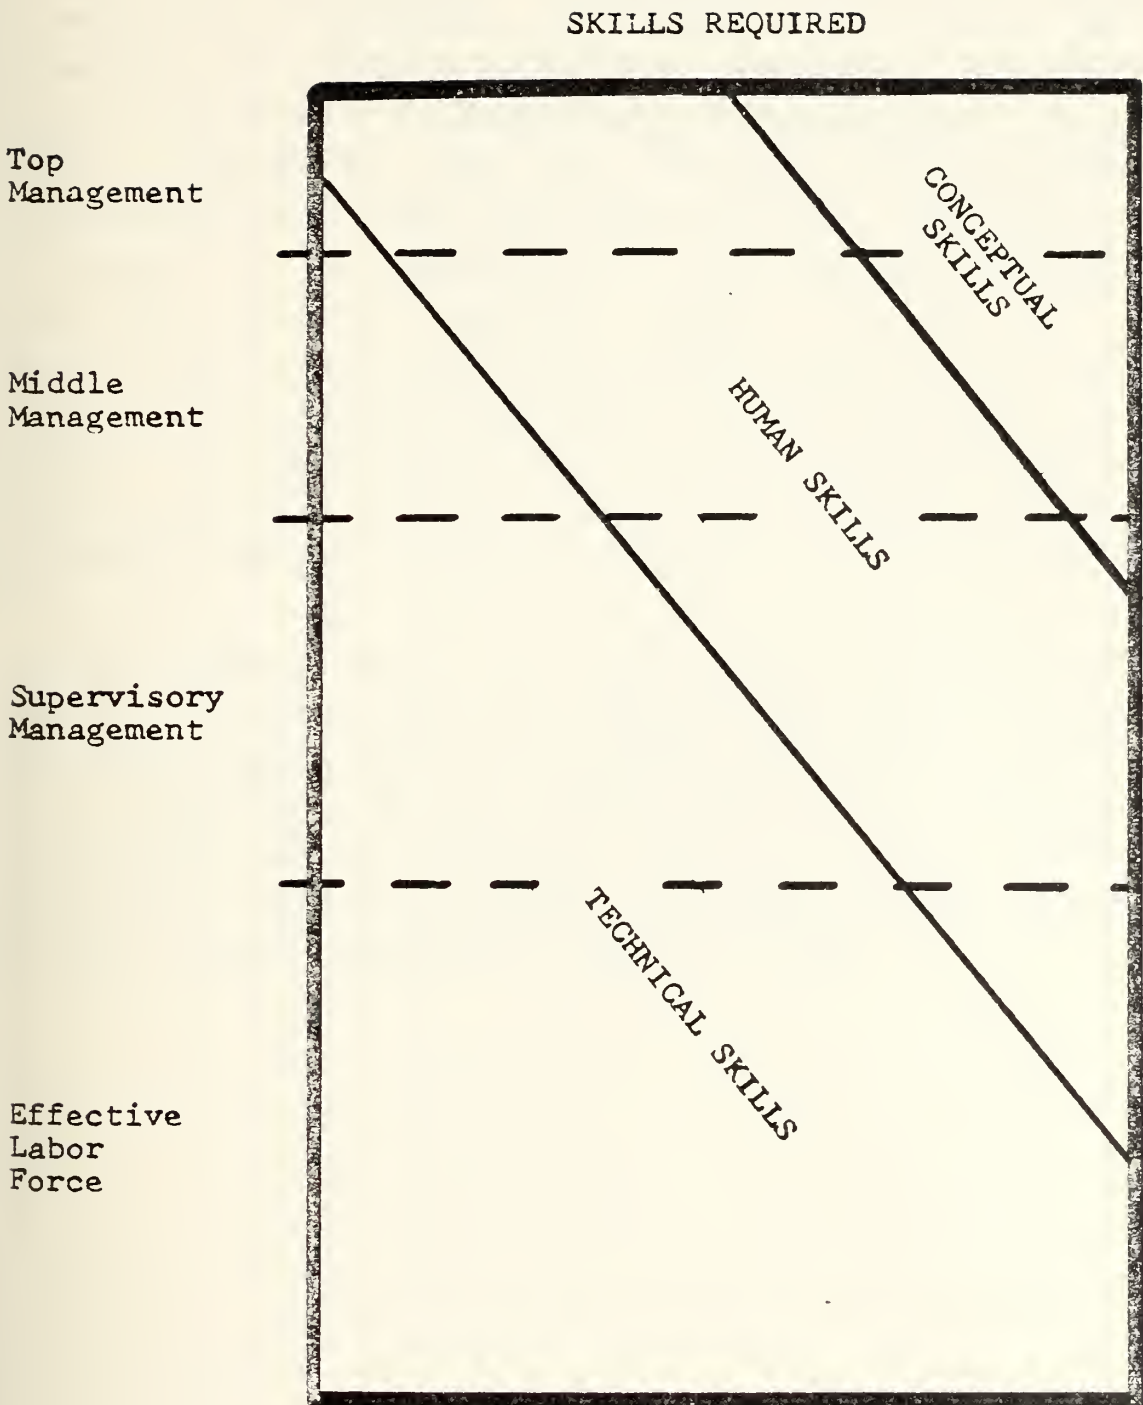 SKILLS REQUIRED
Top
Management
CONCEPTUAL
SKILLS
Middle
Management
HUMAN SKILLS
Supervisory
Management
TECHNICAL SKILLS
Effective
Labor
Force